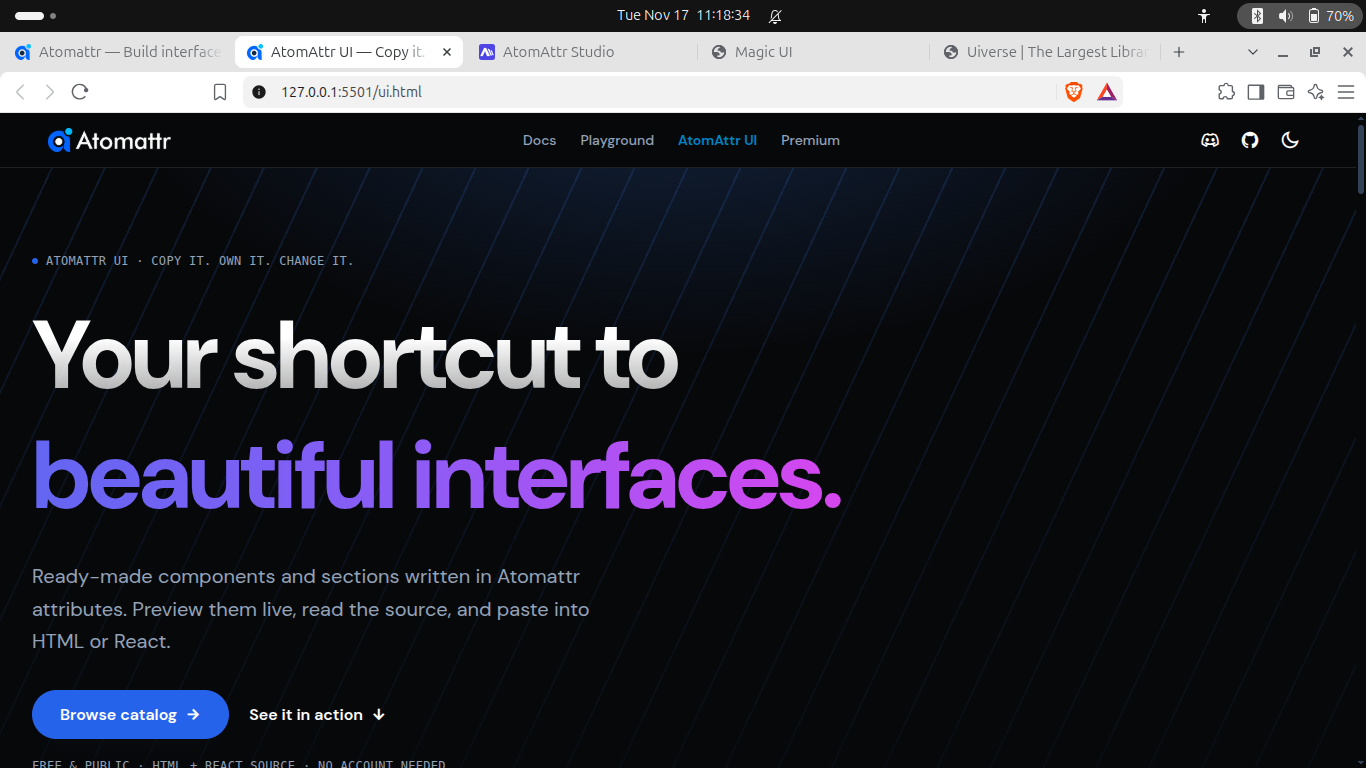 Tue Nov 17 11:18:34
70%
Atomattr — Build interface
AtomAttr UI — Copy it.
AtomAttr Studio
Magic UI
Uiverse | The Largest Librar
127.0.0.1:5501/ui.html
Atomattr
Docs
Playground
AtomAttr UI
Premium
ATOMATTR UI · COPY IT. OWN IT. CHANGE IT.
Your shortcut to
beautiful interfaces.
Ready-made components and sections written in Atomattr
attributes. Preview them live, read the source, and paste into
HTML or React.
Browse catalog →
See it in action ↓
FREE & PUBLIC · HTML + REACT SOURCE · NO ACCOUNT NEEDED